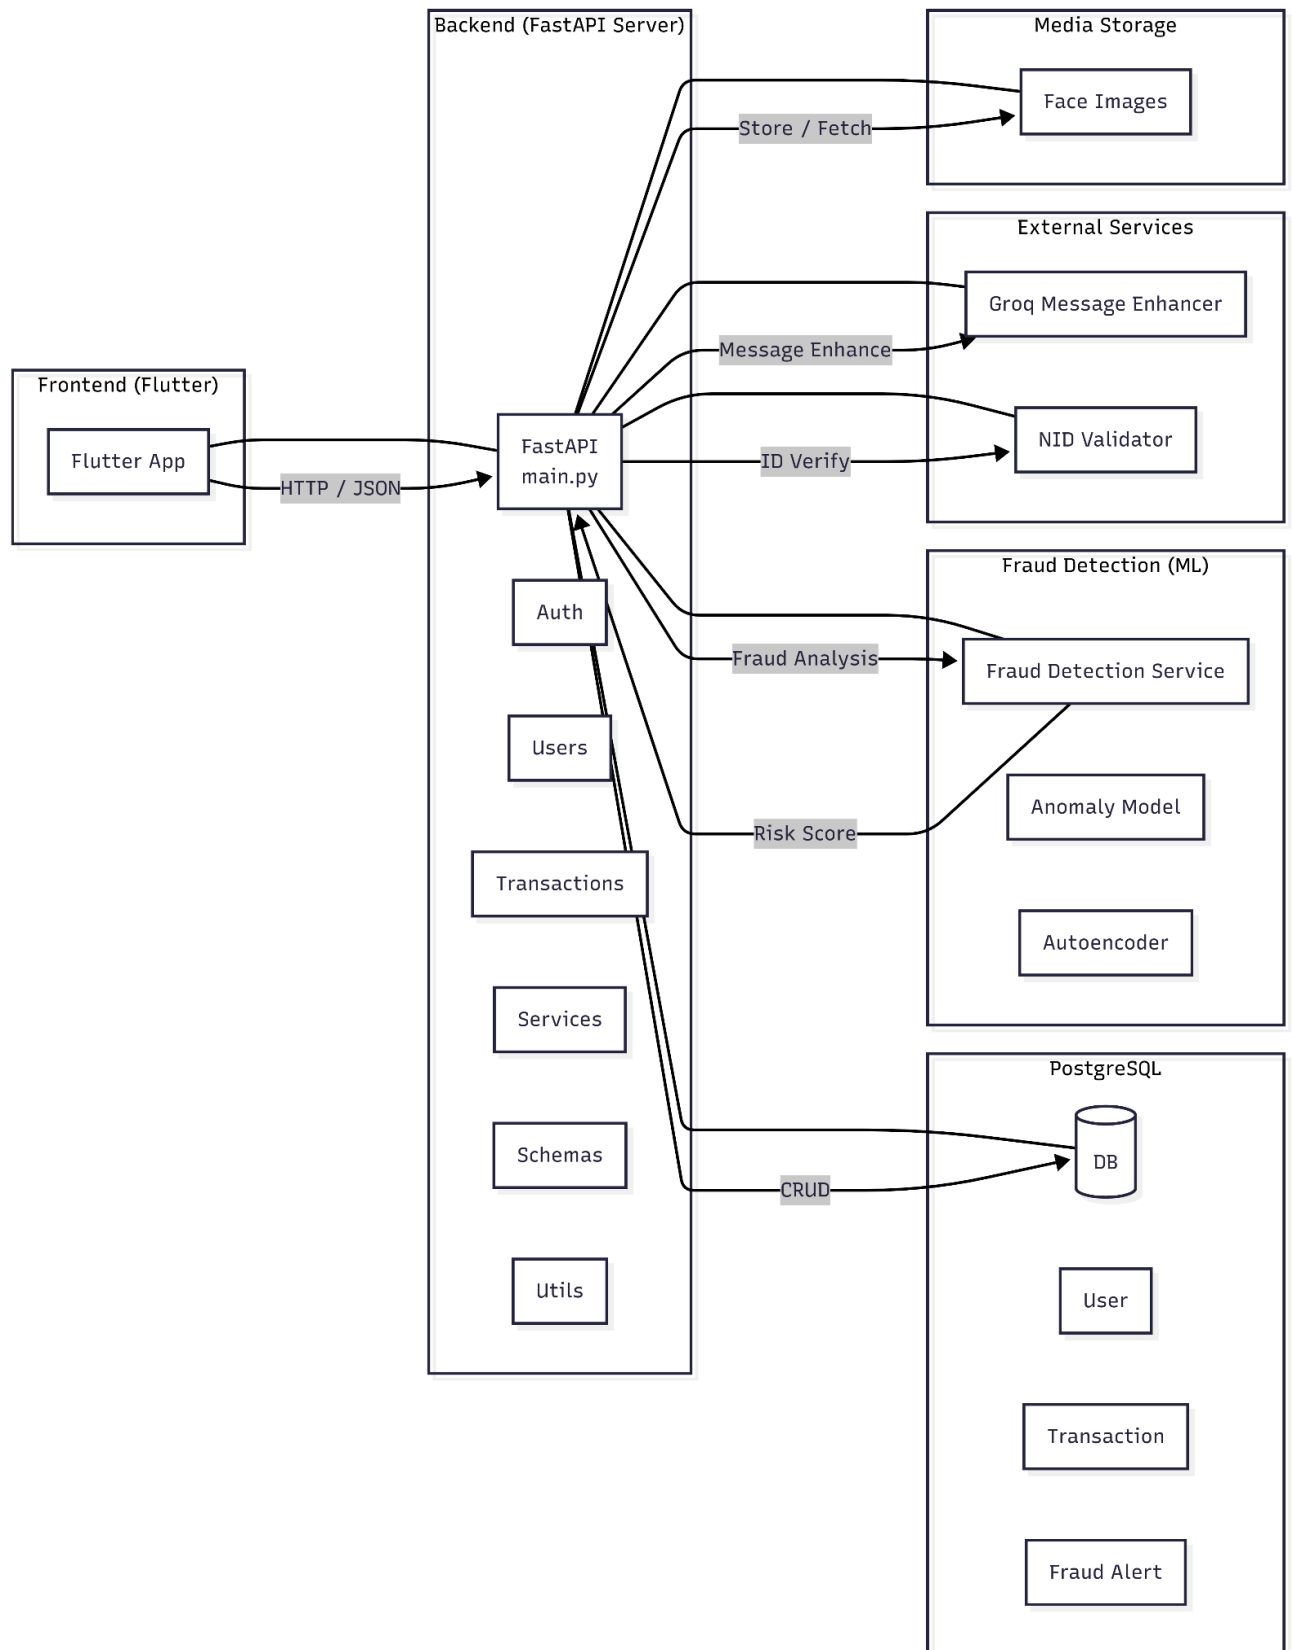 Frontend (Flutter)
Flutter App
HTTP / JSON
Backend (FastAPI Server)
FastAPI
main.py
Auth
Users
Transactions
Services
Schemas
Utils
Store / Fetch
Message Enhance
ID Verify
Fraud Analysis
Risk Score
CRUD
Media Storage
Face Images
External Services
Groq Message Enhancer
NID Validator
Fraud Detection (ML)
Fraud Detection Service
Anomaly Model
Autoencoder
PostgreSQL
DB
User
Transaction
Fraud Alert